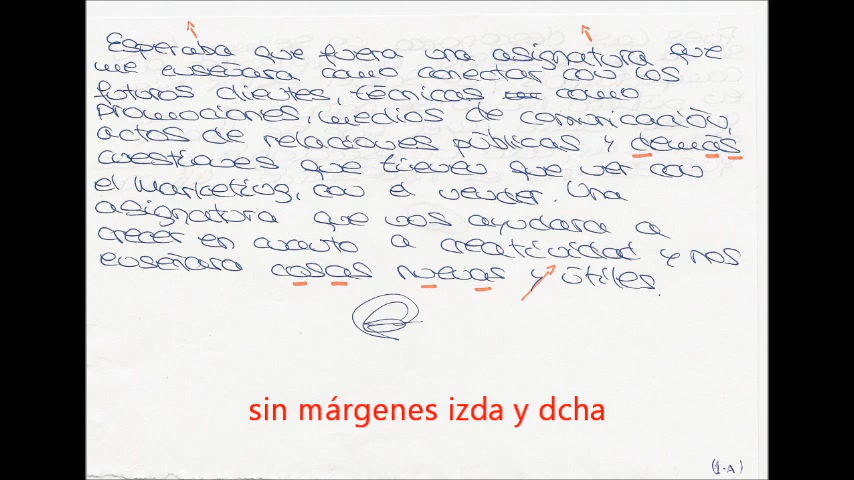 Esperaba que fuera una asignatura que
me enseñara como conectar con los
futuros clientes, técnicas como
promociones, medios de comunicación,
actos de relaciones públicas y demás
cuestiones que tienen que ver con
el Marketing, con el vender. Una
asignatura que nos ayudara a
crecer en cuanto a creatividad y nos
enseñara cosas nuevas y útiles.
sin márgenes izda y dcha
(1-A)